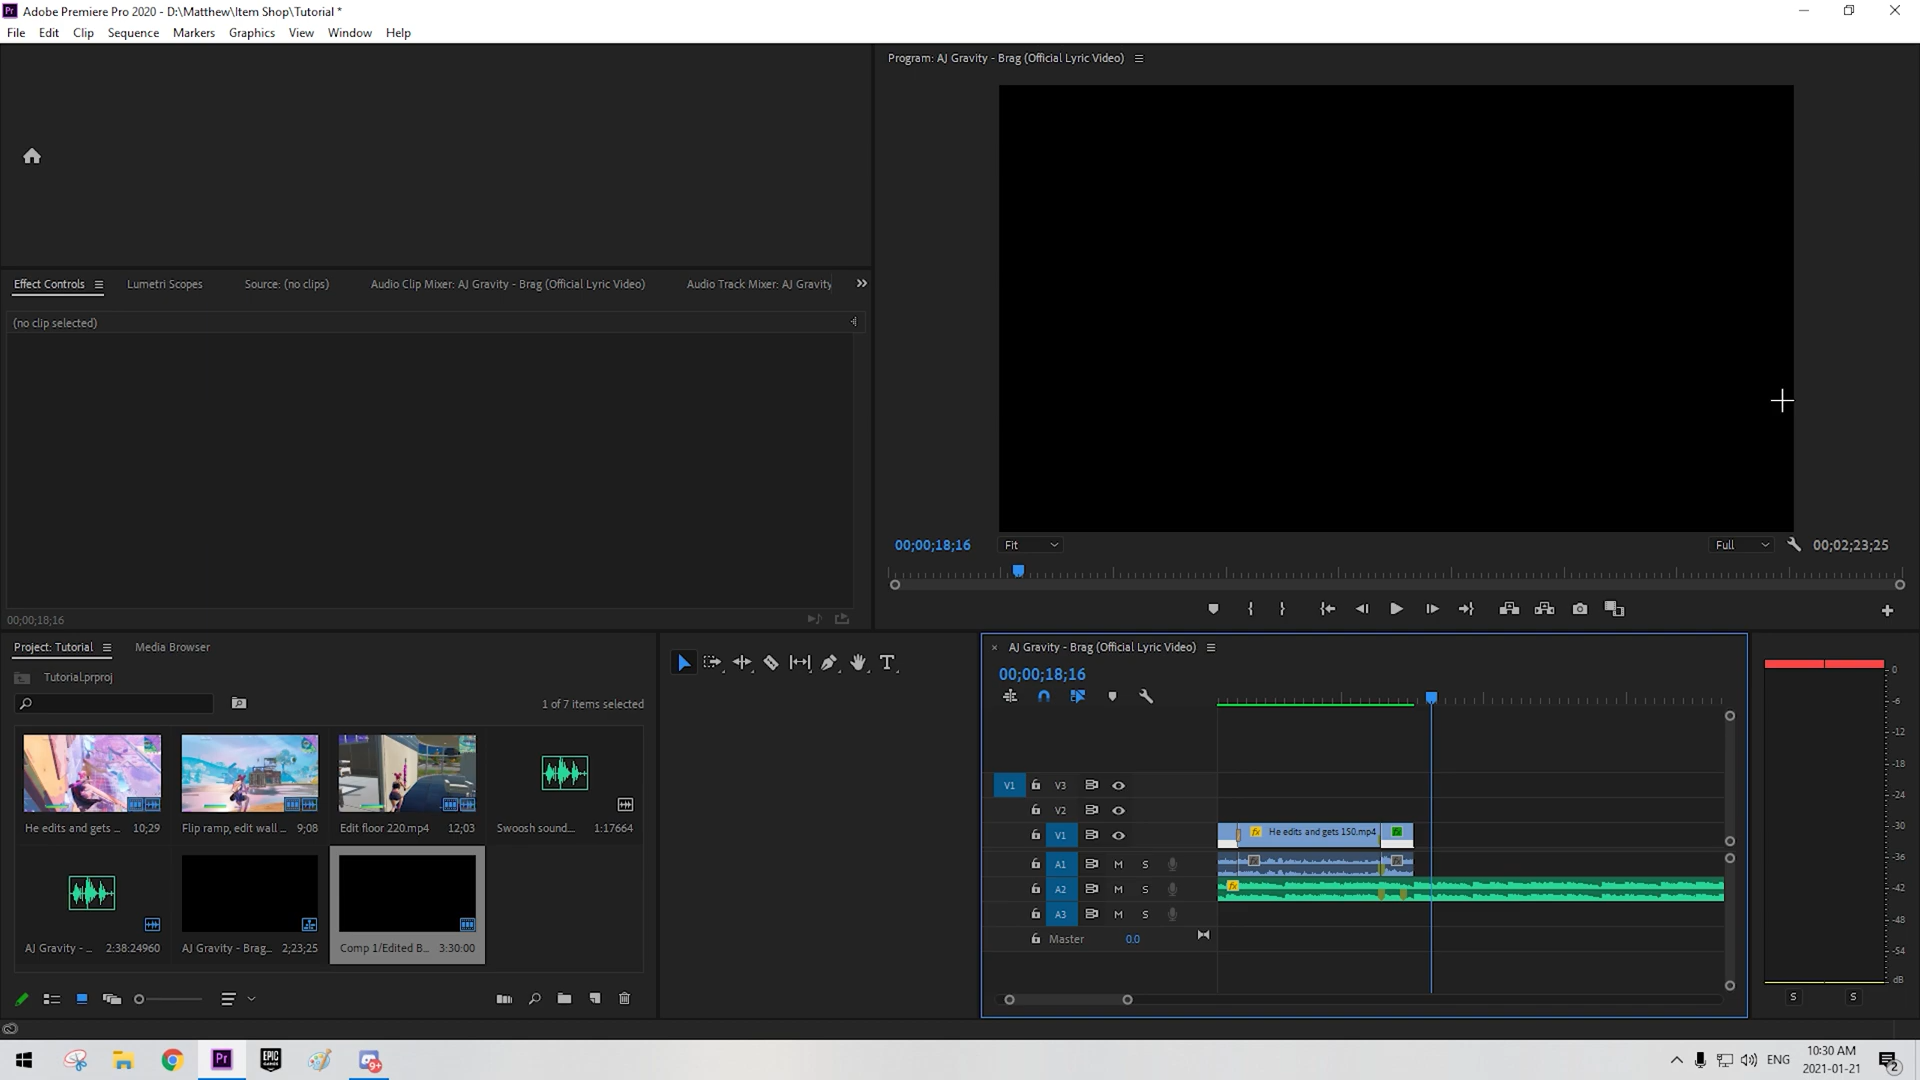 Adobe Premiere Pro 2020 - D:\Matthew\Item Shop\Tutorial *
File Edit Clip Sequence Markers Graphics View Window Help
Program: AJ Gravity - Brag (Official Lyric Video)
Effect Controls Lumetri Scopes Source: (no clips) Audio Clip Mixer: AJ Gravity - Brag (Official Lyric Video) Audio Track Mixer: AJ Gravity
(no clip selected)
00;00;18;16
00;00;18;16 Fit Full 00;02;23;25
Project: Tutorial Media Browser
Tutorial.prproj
1 of 7 items selected
He edits and gets ... 10;29
Flip ramp, edit wall ... 9;08
Edit floor 220.mp4 12;03
Swoosh sound... 1:17664
AJ Gravity - ... 2:38:24960
AJ Gravity - Brag... 2;23;25
Comp 1/Edited B... 3:30:00
AJ Gravity - Brag (Official Lyric Video)
00;00;18;16
V1 V3
V2
V1 fx He edits and gets 150.mp4 fx
A1 M S
A2 M S fx
A3 M S
Master 0.0
0
-6
-12
-18
-24
-30
-36
-42
-48
-54
dB
S S
Pr EPIC GAMES 9+ ENG 10:30 AM
2021-01-21 2